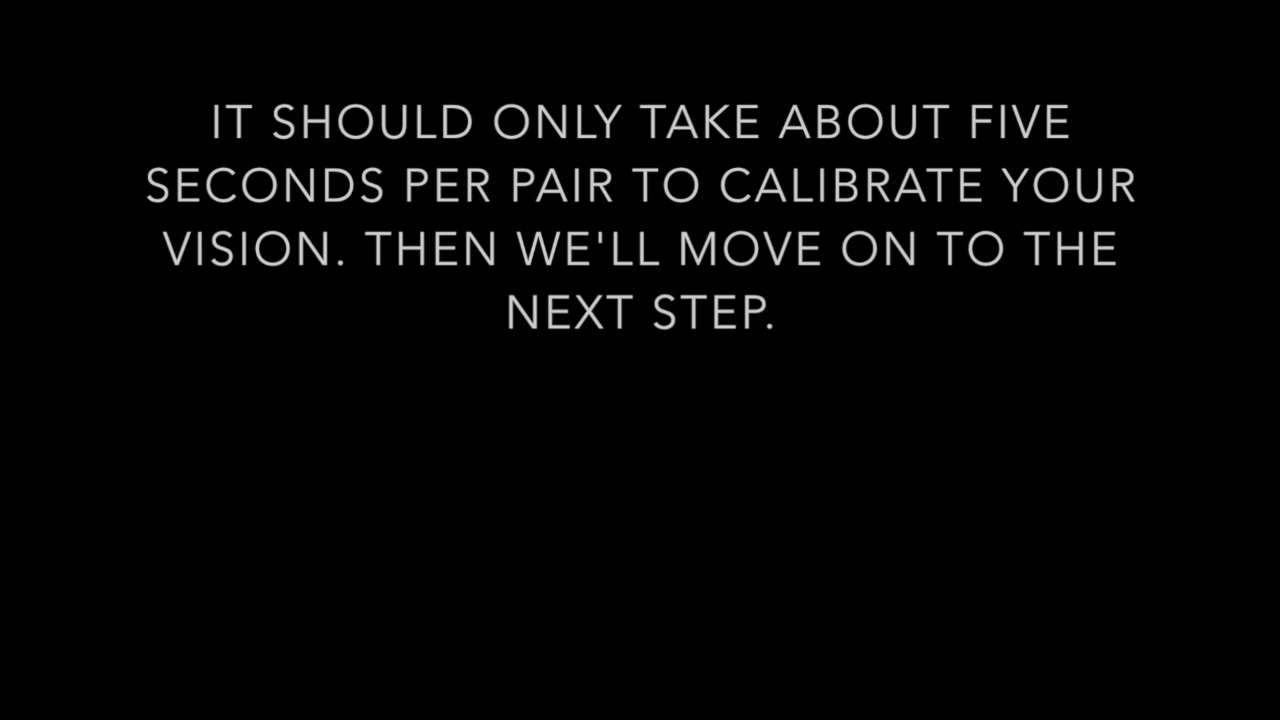 IT SHOULD ONLY TAKE ABOUT FIVE
SECONDS PER PAIR TO CALIBRATE YOUR
VISION. THEN WE'LL MOVE ON TO THE
NEXT STEP.